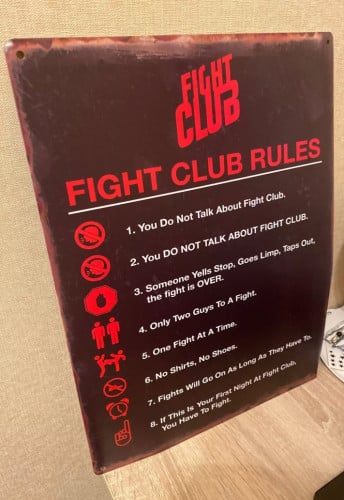 FIGHT
CLUB
FIGHT CLUB RULES
1. You Do Not Talk About Fight Club.
2. You DO NOT TALK ABOUT FIGHT CLUB.
3. Someone Yells Stop, Goes Limp, Taps Out,
the fight is OVER.
4. Only Two Guys To A Fight.
5. One Fight At A Time.
6. No Shirts, No Shoes.
7. Fights Will Go On As Long As They Have To.
8. If This Is Your First Night At Fight Club,
You Have To Fight.